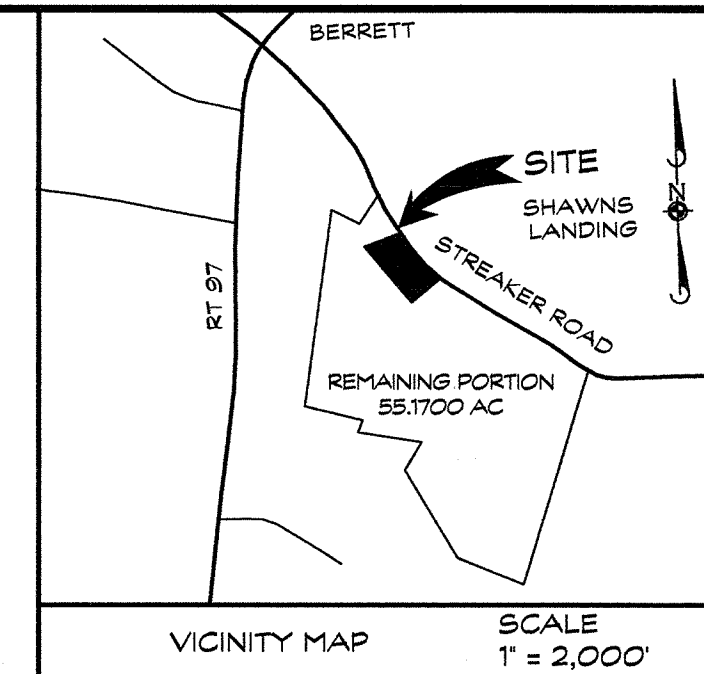 BERRETT
SITE
SHAWNS
LANDING
N
STREAKER ROAD
RT 97
REMAINING PORTION
55.1700 AC
VICINITY MAP
SCALE
1" = 2,000'